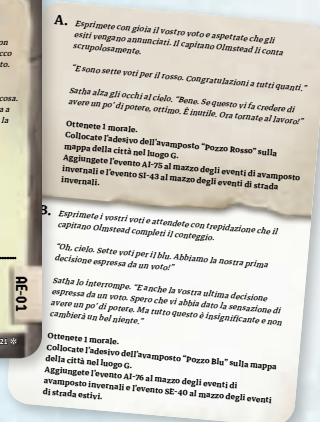 A. Esprimete con gioia il vostro voto e aspettate che gli
esiti vengano annunciati. Il capitano Olmstead li conta
scrupolosamente.
“E sono sette voti per il rosso. Congratulazioni a tutti quanti.”
Satha alza gli occhi al cielo. “Bene. Se questo vi fa credere di
avere un po’ di potere, ottimo. È inutile. Ora tornate al lavoro!”
Ottenete 1 morale.
Collocate l’adesivo dell’avamposto “Pozzo Rosso” sulla
mappa della città nel luogo G.
Aggiungete l’evento AI-75 al mazzo degli eventi di avamposto
invernali e l’evento SI-43 al mazzo degli eventi di strada
invernali.
B. Esprimete i vostri voti e attendete con trepidazione che il
capitano Olmstead completi il conteggio.
“Oh, cielo. Sette voti per il blu. Abbiamo la nostra prima
decisione espressa da un voto!”
Satha lo interrompe. “E anche la vostra ultima decisione
espressa da un voto. Spero che vi abbia dato la sensazione di
avere un po’ di potere. Ma tutto questo è insignificante e non
cambierà un bel niente.”
Ottenete 1 morale.
Collocate l’adesivo dell’avamposto “Pozzo Blu” sulla mappa
della città nel luogo G.
Aggiungete l’evento AI-76 al mazzo degli eventi di
avamposto invernali e l’evento SE-40 al mazzo degli eventi
di strada estivi.
on
to.
cosa.
a a
la
AE-01
21